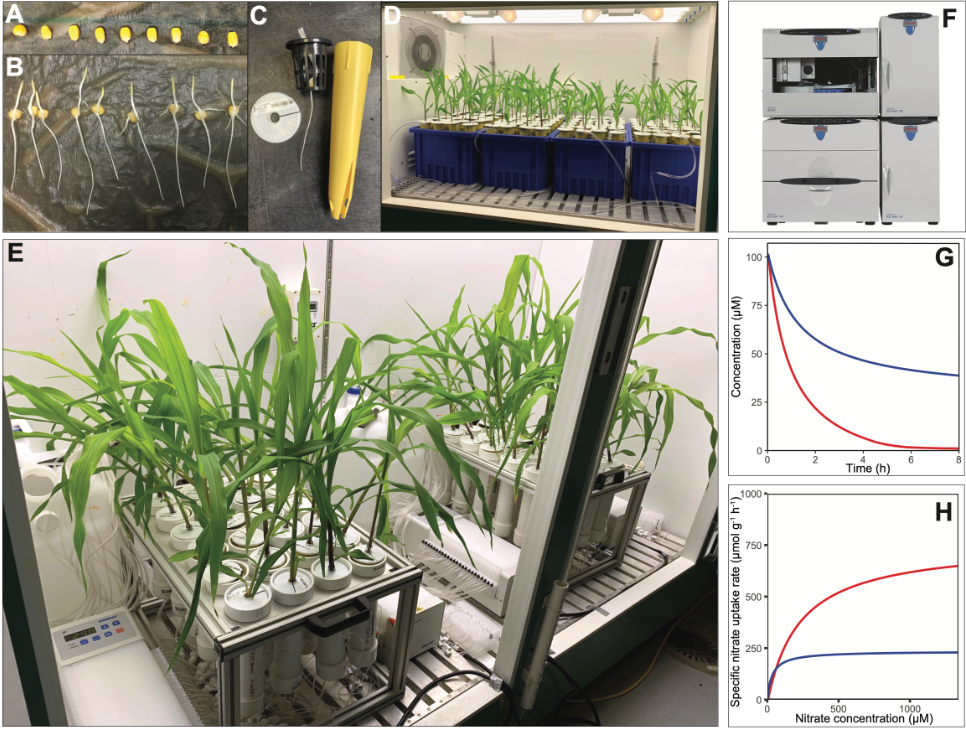 A
B
C
D
E
F
G
100
75
50
25
0
0
2
4
6
8
Concentration (μM)
Time (h)
H
1000
750
500
250
0
0
500
1000
Specific nitrate uptake rate (μmol g⁻¹ h⁻¹)
Nitrate concentration (μM)